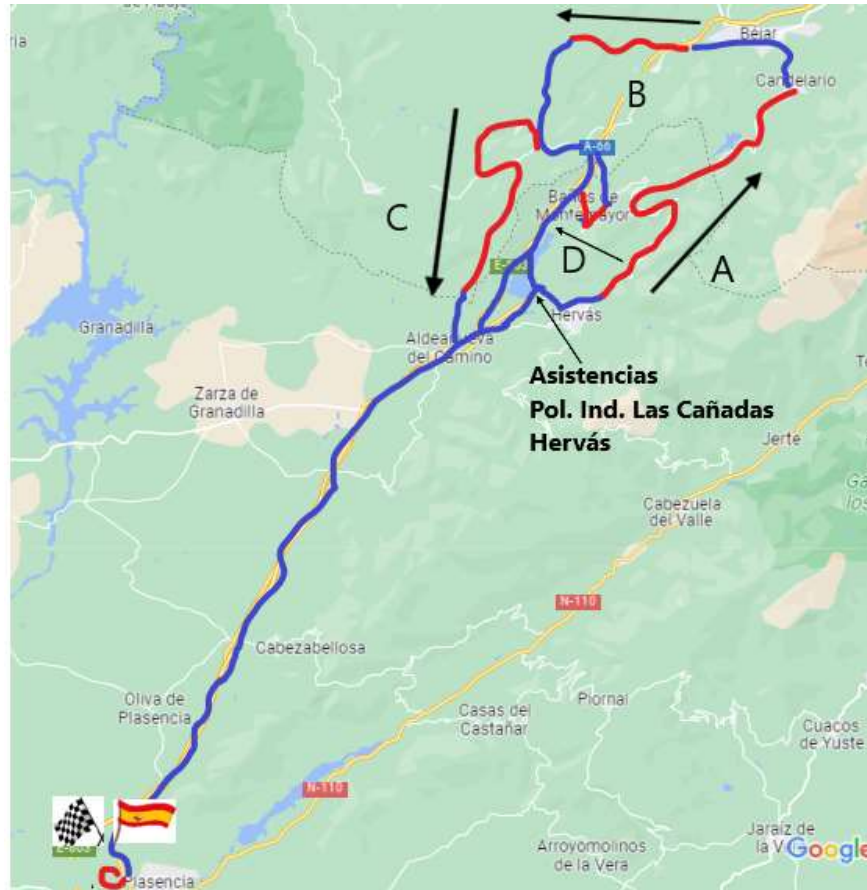 Béjar
Candelario
B
A-66
Baños de
Montemayor
C
D
A
Granadilla
Hervás
Aldeanueva
del Camino
Asistencias
Pol. Ind. Las Cañadas
Hervás
Zarza de
Granadilla
Jerte
Cabezuela
del Valle
N-110
Cabezabellosa
Oliva de
Plasencia
Piornal
Casas del
Castañar
Cuacos
de Yuste
N-110
Arroyomolinos
de la Vera
Jaraíz de
Google
Plasencia